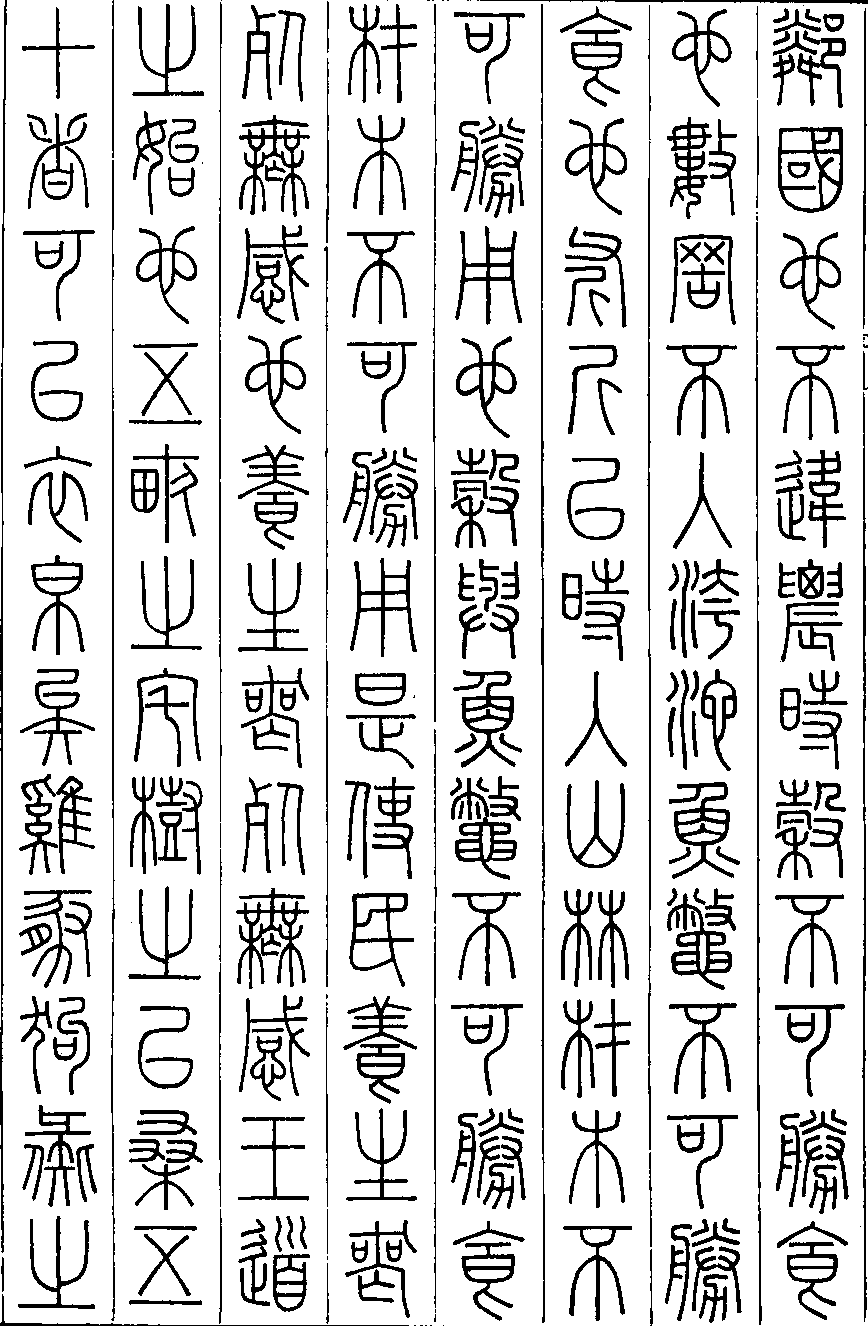 鄰國也不違農時穀不可勝食
也數罟不入洿池魚鼈不可勝
食也斧斤以時入山林材木不
可勝用也穀與魚鼈不可勝食
材木不可勝用是使民養生喪
死無憾也養生喪死無憾王道
之始也五畝之宅樹之以桑五
十者可以衣帛矣雞豚狗彘之